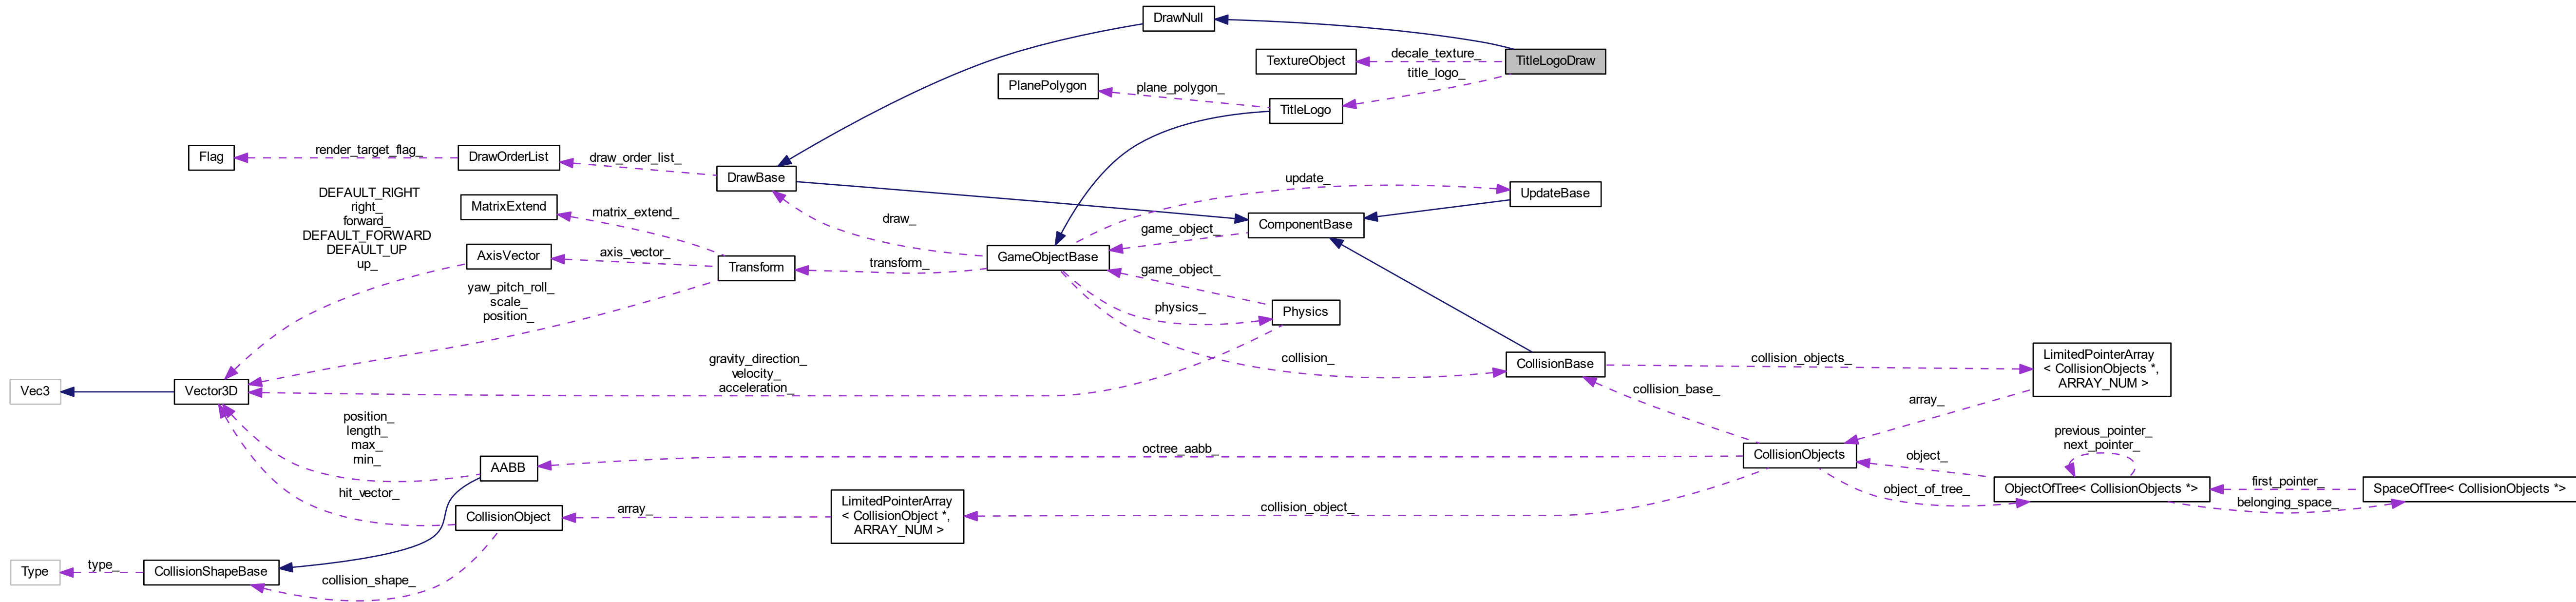 DrawNull
decale_texture_
TextureObject
TitleLogoDraw
title_logo_
PlanePolygon
plane_polygon_
TitleLogo
Flag
render_target_flag_
DrawOrderList
draw_order_list_
DrawBase
update_
UpdateBase
DEFAULT_RIGHT
right_
forward_
DEFAULT_FORWARD
DEFAULT_UP
up_
MatrixExtend
matrix_extend_
draw_
ComponentBase
game_object_
AxisVector
axis_vector_
Transform
transform_
GameObjectBase
game_object_
yaw_pitch_roll_
scale_
position_
physics_
Physics
gravity_direction_
velocity_
acceleration_
collision_
CollisionBase
collision_objects_
LimitedPointerArray
< CollisionObjects *,
ARRAY_NUM >
Vec3
Vector3D
collision_base_
array_
position_
length_
max_
min_
octree_aabb_
AABB
CollisionObjects
object_
previous_pointer_
next_pointer_
hit_vector_
object_of_tree_
ObjectOfTree< CollisionObjects *>
first_pointer_
belonging_space_
SpaceOfTree< CollisionObjects *>
CollisionObject
array_
LimitedPointerArray
< CollisionObject *,
ARRAY_NUM >
collision_object_
Type
type_
CollisionShapeBase
collision_shape_